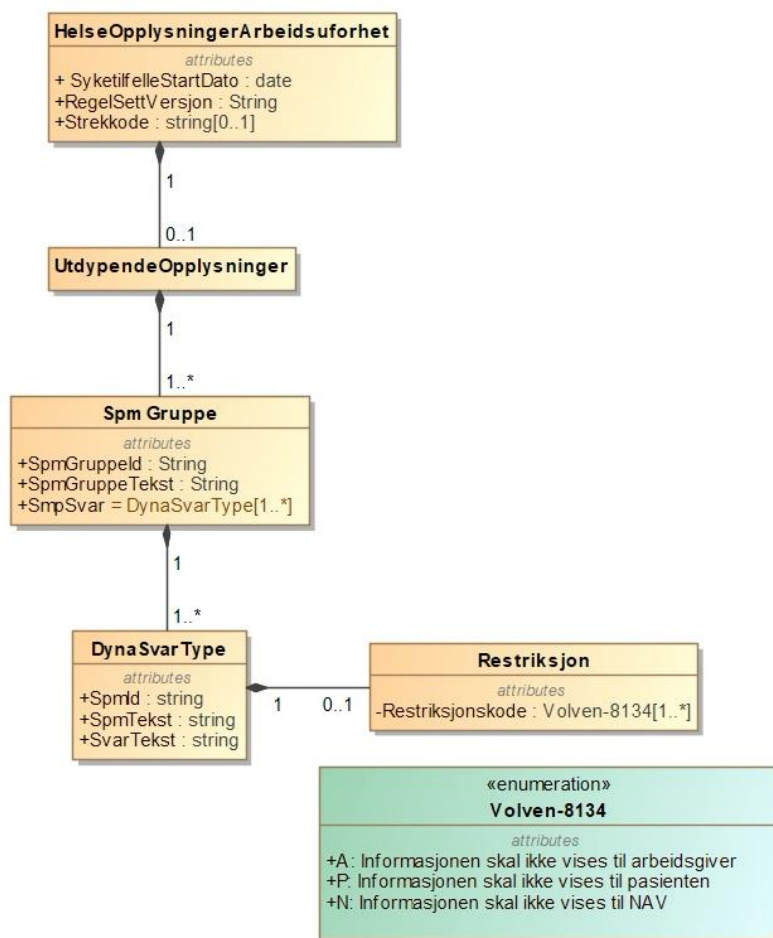 HelseOpplysningerArbeidsuforhet
attributes
+ SyketilfelleStartDato : date
+RegelSettVersjon : String
+Strekkode : string[0..1]
1
0..1
UtdypendeOpplysninger
1
1..*
Spm Gruppe
attributes
+SpmGruppeId : String
+SpmGruppeTekst : String
+SmpSvar = DynaSvarType[1..*]
1
1..*
DynaSvarType
attributes
+SpmId : string
+SpmTekst : string
+SvarTekst : string
1
0..1
Restriksjon
attributes
-Restriksjonskode : Volven-8134[1..*]
«enumeration»
Volven-8134
attributes
+A: Informasjonen skal ikke vises til arbeidsgiver
+P: Informasjonen skal ikke vises til pasienten
+N: Informasjonen skal ikke vises til NAV